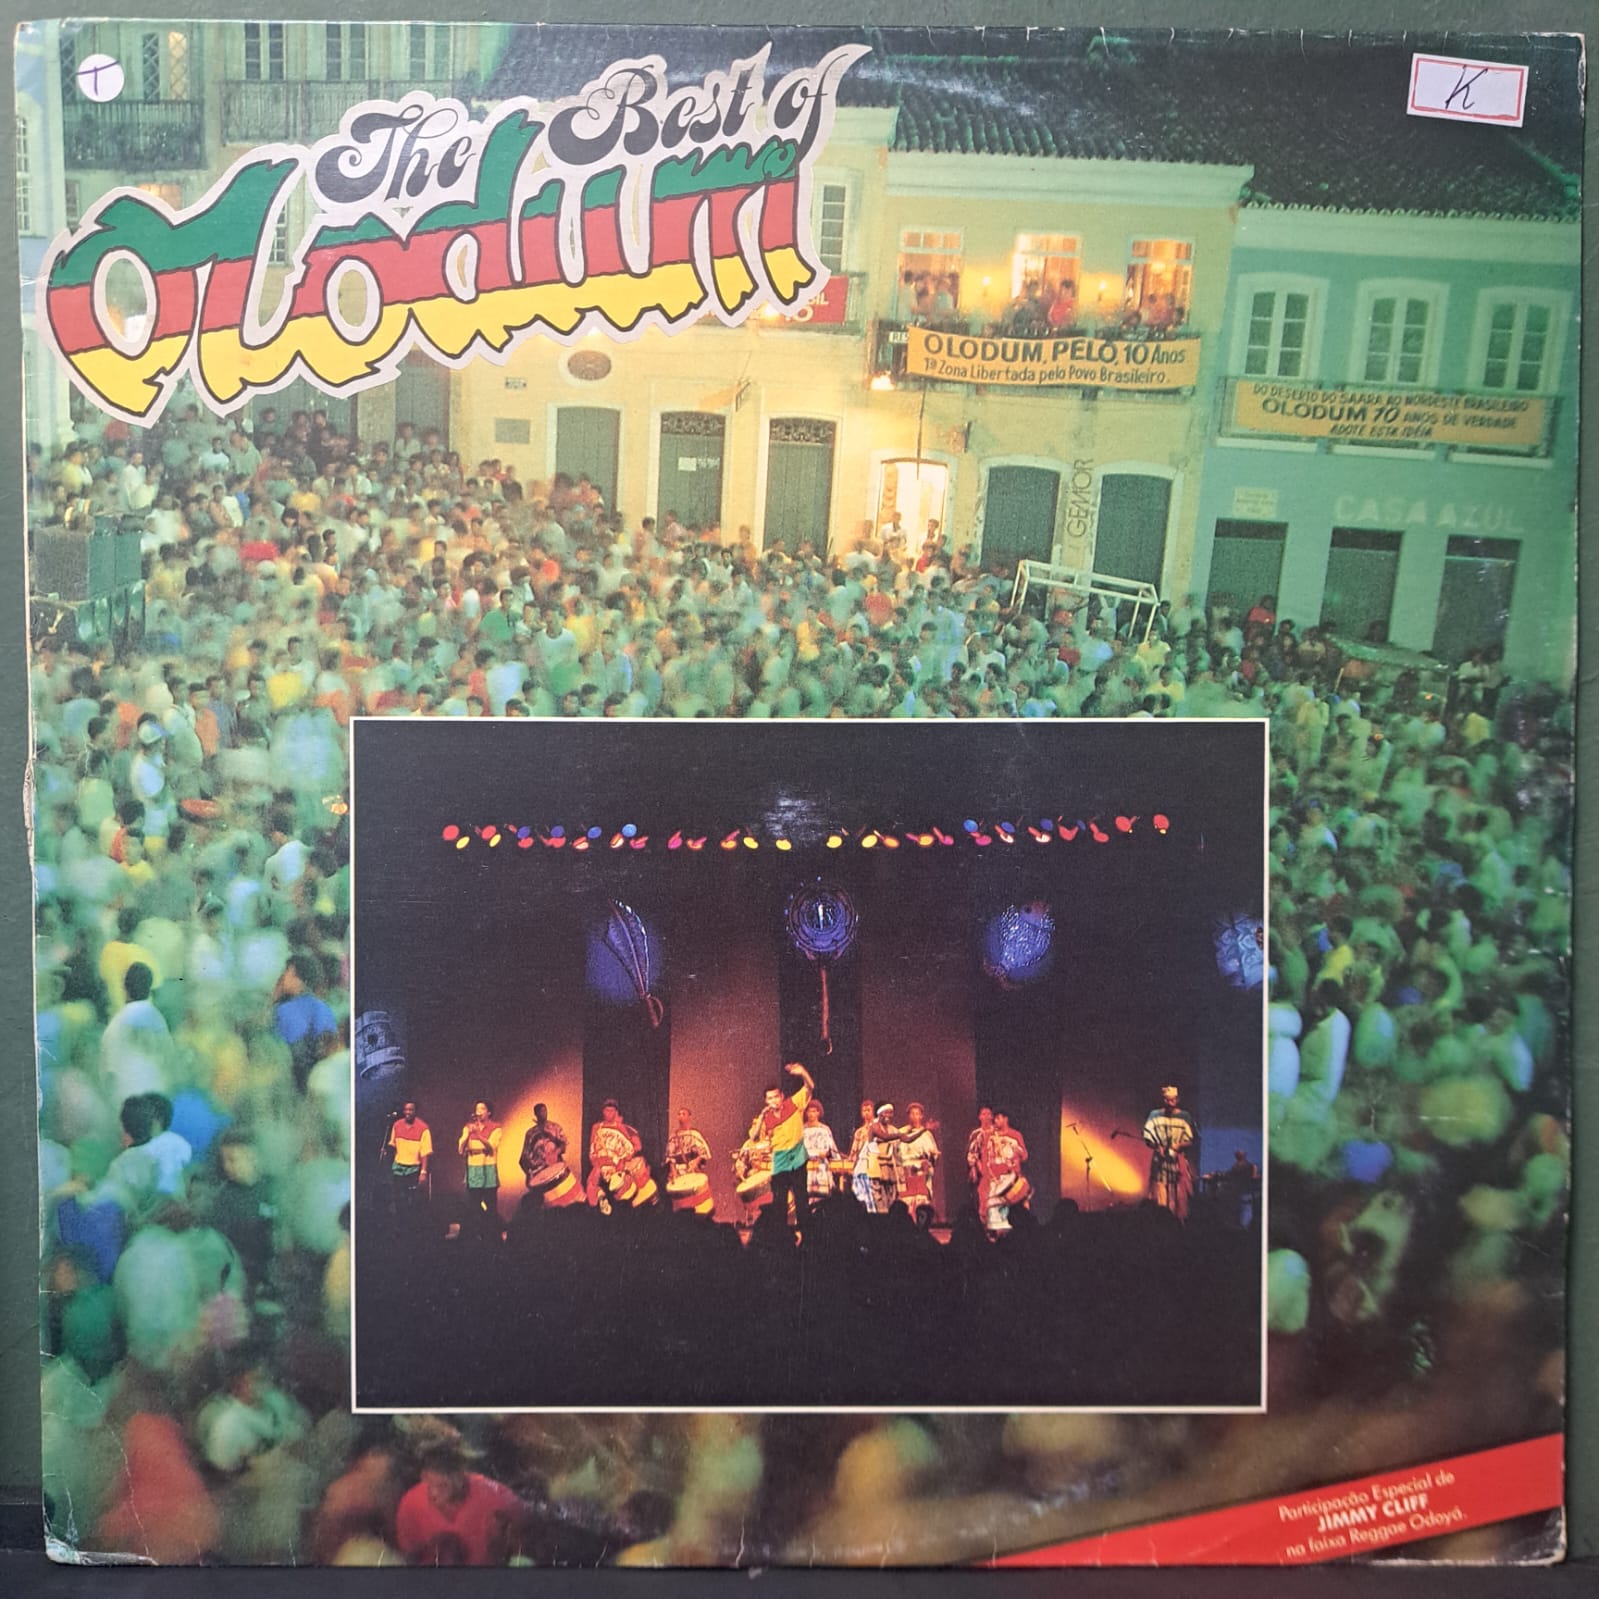 T
K
The Best of
Olodum
OLODUM, PELÔ, 10 Anos
1ª Zona Libertada pelo Povo Brasileiro.
DO DESERTO DO SAARA AO NORDESTE BRASILEIRO
OLODUM 10 ANOS DE VERDADE
ADOTE ESTA IDÉIA
GEMOR
CASA AZUL
Participação Especial de
JIMMY CLIFF
na faixa Reggae Odoyá.